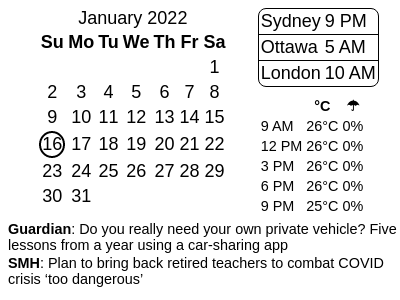 January 2022
Su Mo Tu We Th Fr Sa
1
2 3 4 5 6 7 8
9 10 11 12 13 14 15
16 17 18 19 20 21 22
23 24 25 26 27 28 29
30 31
Sydney 9 PM
Ottawa 5 AM
London 10 AM
°C ☂
9 AM 26°C 0%
12 PM 26°C 0%
3 PM 26°C 0%
6 PM 26°C 0%
9 PM 25°C 0%
Guardian: Do you really need your own private vehicle? Five
lessons from a year using a car-sharing app
SMH: Plan to bring back retired teachers to combat COVID
crisis ‘too dangerous’